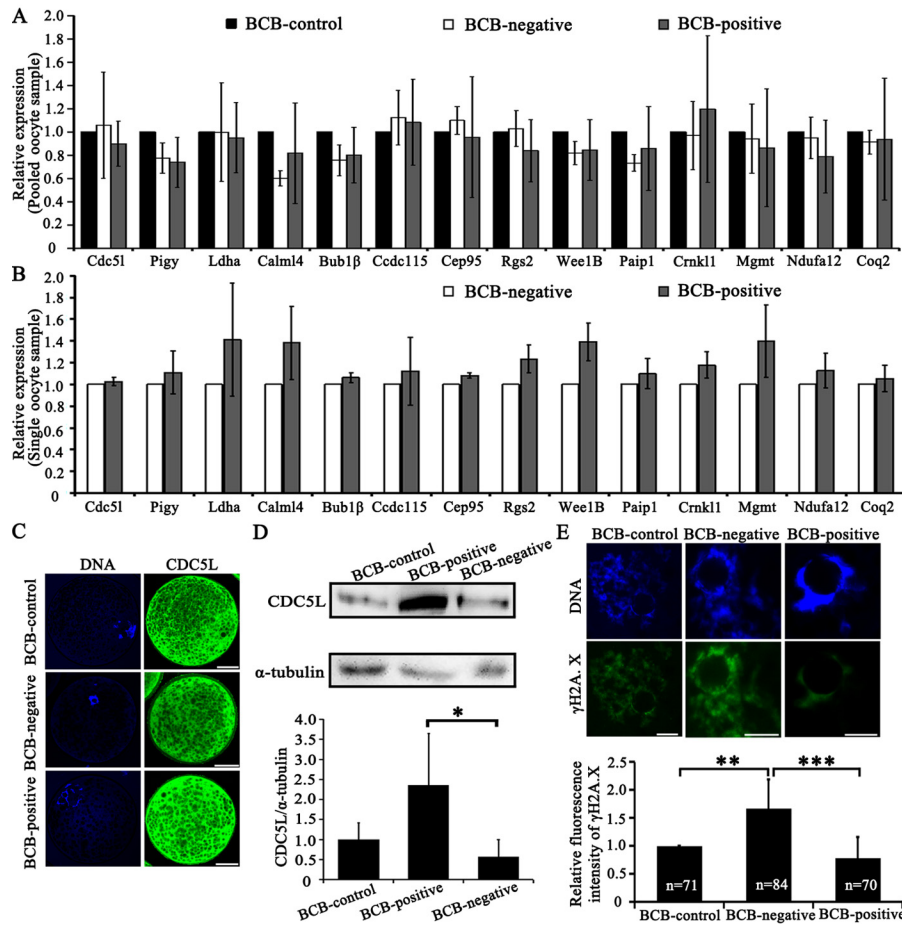 A
BCB-control BCB-negative BCB-positive
Relative expression
(Pooled oocyte sample)
1.8
1.6
1.4
1.2
1.0
0.8
0.6
0.4
0.2
0
Cdc5l Pigy Ldha Calml4 Bub1β Ccdc115 Cep95 Rgs2 Wee1B Paip1 Crnkl1 Mgmt Ndufa12 Coq2
B
BCB-negative BCB-positive
Relative expression
(Single oocyte sample)
2.0
1.8
1.6
1.4
1.2
1.0
0.8
0.6
0.4
0.2
0
Cdc5l Pigy Ldha Calml4 Bub1β Ccdc115 Cep95 Rgs2 Wee1B Paip1 Crnkl1 Mgmt Ndufa12 Coq2
C
DNA CDC5L
BCB-control
BCB-negative
BCB-positive
D
BCB-control BCB-positive BCB-negative
CDC5L
α-tubulin
CDC5L/α-tubulin
4.0
3.5
3.0
2.5
2.0
1.5
1.0
0.5
0
*
BCB-control BCB-positive BCB-negative
E
BCB-control BCB-negative BCB-positive
DNA
γH2A. X
Relative fluorescence
intensity of γH2A.X
2.5
2.0
1.5
1.0
0.5
0
** ***
n=71 n=84 n=70
BCB-control BCB-negative BCB-positive